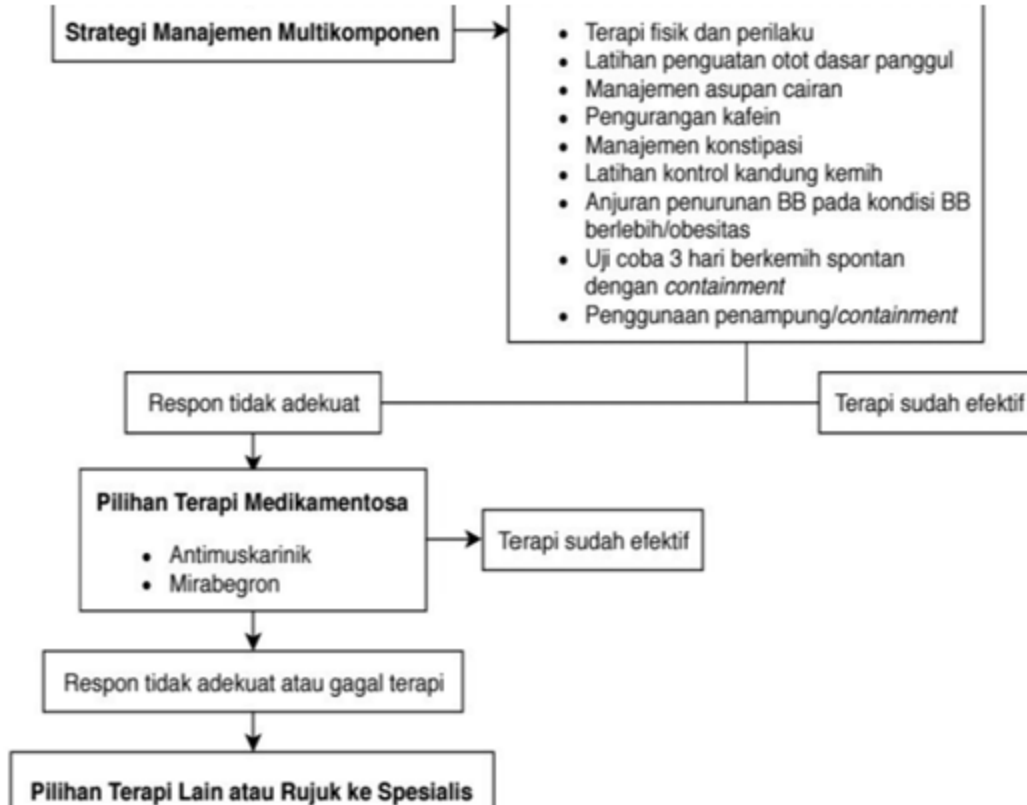 Strategi Manajemen Multikomponen
• Terapi fisik dan perilaku
• Latihan penguatan otot dasar panggul
• Manajemen asupan cairan
• Pengurangan kafein
• Manajemen konstipasi
• Latihan kontrol kandung kemih
• Anjuran penurunan BB pada kondisi BB
berlebih/obesitas
• Uji coba 3 hari berkemih spontan
dengan containment
• Penggunaan penampung/containment
Respon tidak adekuat
Terapi sudah efektif
Pilihan Terapi Medikamentosa
• Antimuskarinik
• Mirabegron
Terapi sudah efektif
Respon tidak adekuat atau gagal terapi
Pilihan Terapi Lain atau Rujuk ke Spesialis